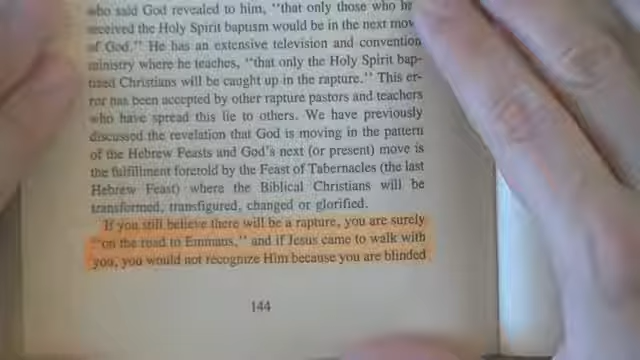 who said God revealed to him, "that only those who
received the Holy Spirit baptism would be in the next
of God." He has an extensive television and convention
ministry where he teaches, "that only the Holy Spirit bap-
tized Christians will be caught up in the rapture." This er-
ror has been accepted by other rapture pastors and teachers
who have spread this lie to others. We have previously
discussed the revelation that God is moving in the pattern
of the Hebrew Feasts and God's next (or present) move is
the fulfillment foretold by the Feast of Tabernacles (the last
Hebrew Feast) where the Biblical Christians will be
transformed, transfigured, changed or glorified.
If you still believe there will be a rapture, you are surely
"on the road to Emmaus," and if Jesus came to walk with
you, you would not recognize Him because you are blinded
144